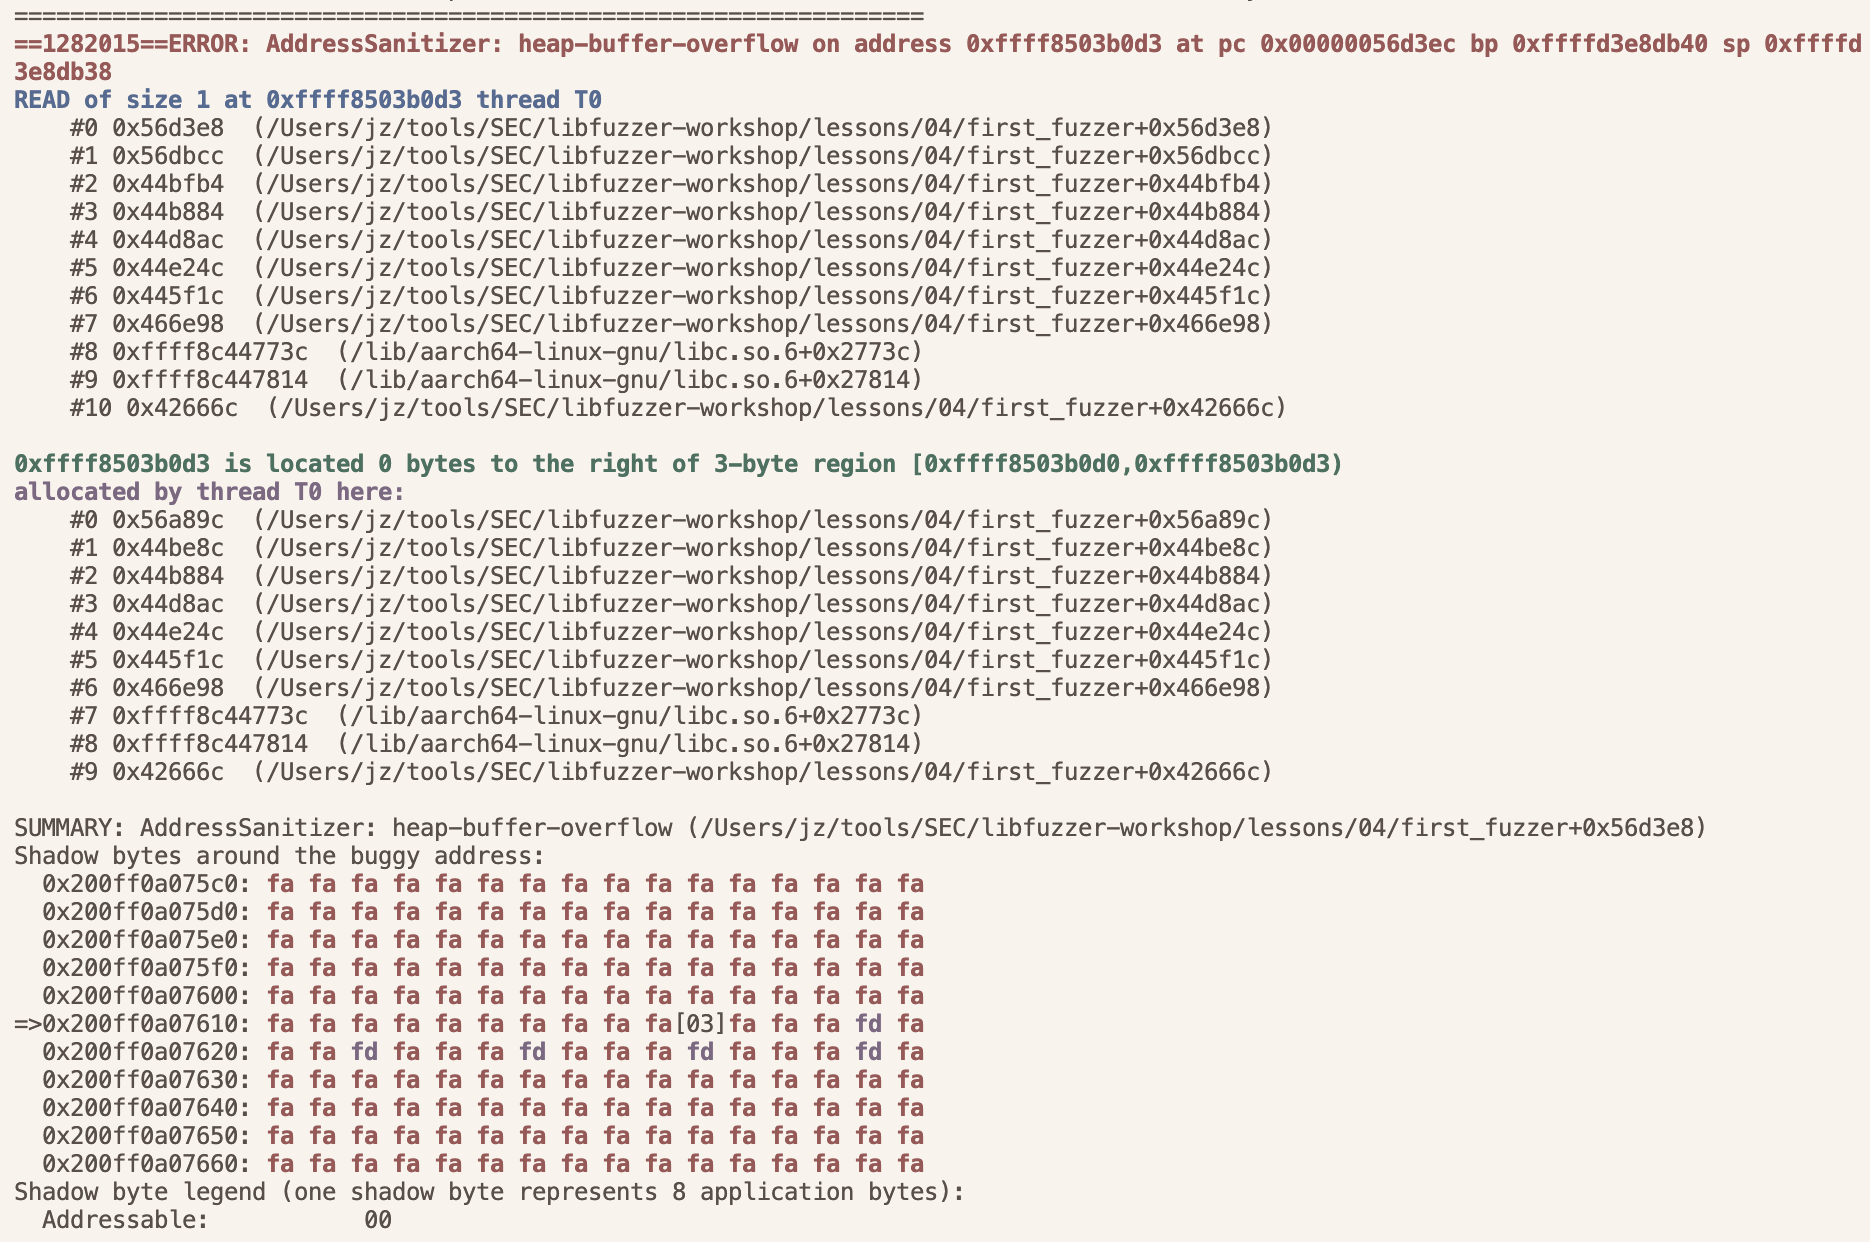 =================================================================
==1282015==ERROR: AddressSanitizer: heap-buffer-overflow on address 0xffff8503b0d3 at pc 0x00000056d3ec bp 0xffffd3e8db40 sp 0xffffd
3e8db38
READ of size 1 at 0xffff8503b0d3 thread T0
    #0 0x56d3e8  (/Users/jz/tools/SEC/libfuzzer-workshop/lessons/04/first_fuzzer+0x56d3e8)
    #1 0x56dbcc  (/Users/jz/tools/SEC/libfuzzer-workshop/lessons/04/first_fuzzer+0x56dbcc)
    #2 0x44bfb4  (/Users/jz/tools/SEC/libfuzzer-workshop/lessons/04/first_fuzzer+0x44bfb4)
    #3 0x44b884  (/Users/jz/tools/SEC/libfuzzer-workshop/lessons/04/first_fuzzer+0x44b884)
    #4 0x44d8ac  (/Users/jz/tools/SEC/libfuzzer-workshop/lessons/04/first_fuzzer+0x44d8ac)
    #5 0x44e24c  (/Users/jz/tools/SEC/libfuzzer-workshop/lessons/04/first_fuzzer+0x44e24c)
    #6 0x445f1c  (/Users/jz/tools/SEC/libfuzzer-workshop/lessons/04/first_fuzzer+0x445f1c)
    #7 0x466e98  (/Users/jz/tools/SEC/libfuzzer-workshop/lessons/04/first_fuzzer+0x466e98)
    #8 0xffff8c44773c  (/lib/aarch64-linux-gnu/libc.so.6+0x2773c)
    #9 0xffff8c447814  (/lib/aarch64-linux-gnu/libc.so.6+0x27814)
    #10 0x42666c  (/Users/jz/tools/SEC/libfuzzer-workshop/lessons/04/first_fuzzer+0x42666c)

0xffff8503b0d3 is located 0 bytes to the right of 3-byte region [0xffff8503b0d0,0xffff8503b0d3)
allocated by thread T0 here:
    #0 0x56a89c  (/Users/jz/tools/SEC/libfuzzer-workshop/lessons/04/first_fuzzer+0x56a89c)
    #1 0x44be8c  (/Users/jz/tools/SEC/libfuzzer-workshop/lessons/04/first_fuzzer+0x44be8c)
    #2 0x44b884  (/Users/jz/tools/SEC/libfuzzer-workshop/lessons/04/first_fuzzer+0x44b884)
    #3 0x44d8ac  (/Users/jz/tools/SEC/libfuzzer-workshop/lessons/04/first_fuzzer+0x44d8ac)
    #4 0x44e24c  (/Users/jz/tools/SEC/libfuzzer-workshop/lessons/04/first_fuzzer+0x44e24c)
    #5 0x445f1c  (/Users/jz/tools/SEC/libfuzzer-workshop/lessons/04/first_fuzzer+0x445f1c)
    #6 0x466e98  (/Users/jz/tools/SEC/libfuzzer-workshop/lessons/04/first_fuzzer+0x466e98)
    #7 0xffff8c44773c  (/lib/aarch64-linux-gnu/libc.so.6+0x2773c)
    #8 0xffff8c447814  (/lib/aarch64-linux-gnu/libc.so.6+0x27814)
    #9 0x42666c  (/Users/jz/tools/SEC/libfuzzer-workshop/lessons/04/first_fuzzer+0x42666c)

SUMMARY: AddressSanitizer: heap-buffer-overflow (/Users/jz/tools/SEC/libfuzzer-workshop/lessons/04/first_fuzzer+0x56d3e8)
Shadow bytes around the buggy address:
  0x200ff0a075c0: fa fa fa fa fa fa fa fa fa fa fa fa fa fa fa fa
  0x200ff0a075d0: fa fa fa fa fa fa fa fa fa fa fa fa fa fa fa fa
  0x200ff0a075e0: fa fa fa fa fa fa fa fa fa fa fa fa fa fa fa fa
  0x200ff0a075f0: fa fa fa fa fa fa fa fa fa fa fa fa fa fa fa fa
  0x200ff0a07600: fa fa fa fa fa fa fa fa fa fa fa fa fa fa fa fa
=>0x200ff0a07610: fa fa fa fa fa fa fa fa fa fa[03]fa fa fa fd fa
  0x200ff0a07620: fa fa fd fa fa fa fd fa fa fa fd fa fa fa fd fa
  0x200ff0a07630: fa fa fa fa fa fa fa fa fa fa fa fa fa fa fa fa
  0x200ff0a07640: fa fa fa fa fa fa fa fa fa fa fa fa fa fa fa fa
  0x200ff0a07650: fa fa fa fa fa fa fa fa fa fa fa fa fa fa fa fa
  0x200ff0a07660: fa fa fa fa fa fa fa fa fa fa fa fa fa fa fa fa
Shadow byte legend (one shadow byte represents 8 application bytes):
  Addressable:           00